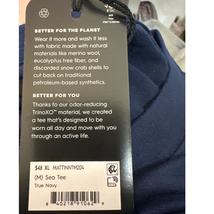 BETTER FOR THE PLANET
Wear it more and wash it less
with fabric made with natural
materials like merino wool,
eucalyptus tree fiber, and
discarded snow crab shells to
cut back on traditional
petroleum-based synthetics.
BETTER FOR YOU
Thanks to our odor-reducing
TrinoXO™ material, we
created a tee that's designed to be
worn all day and move with you
through an active life.
$48 XL MATTINNTM204
(M) Sea Tee
True Navy